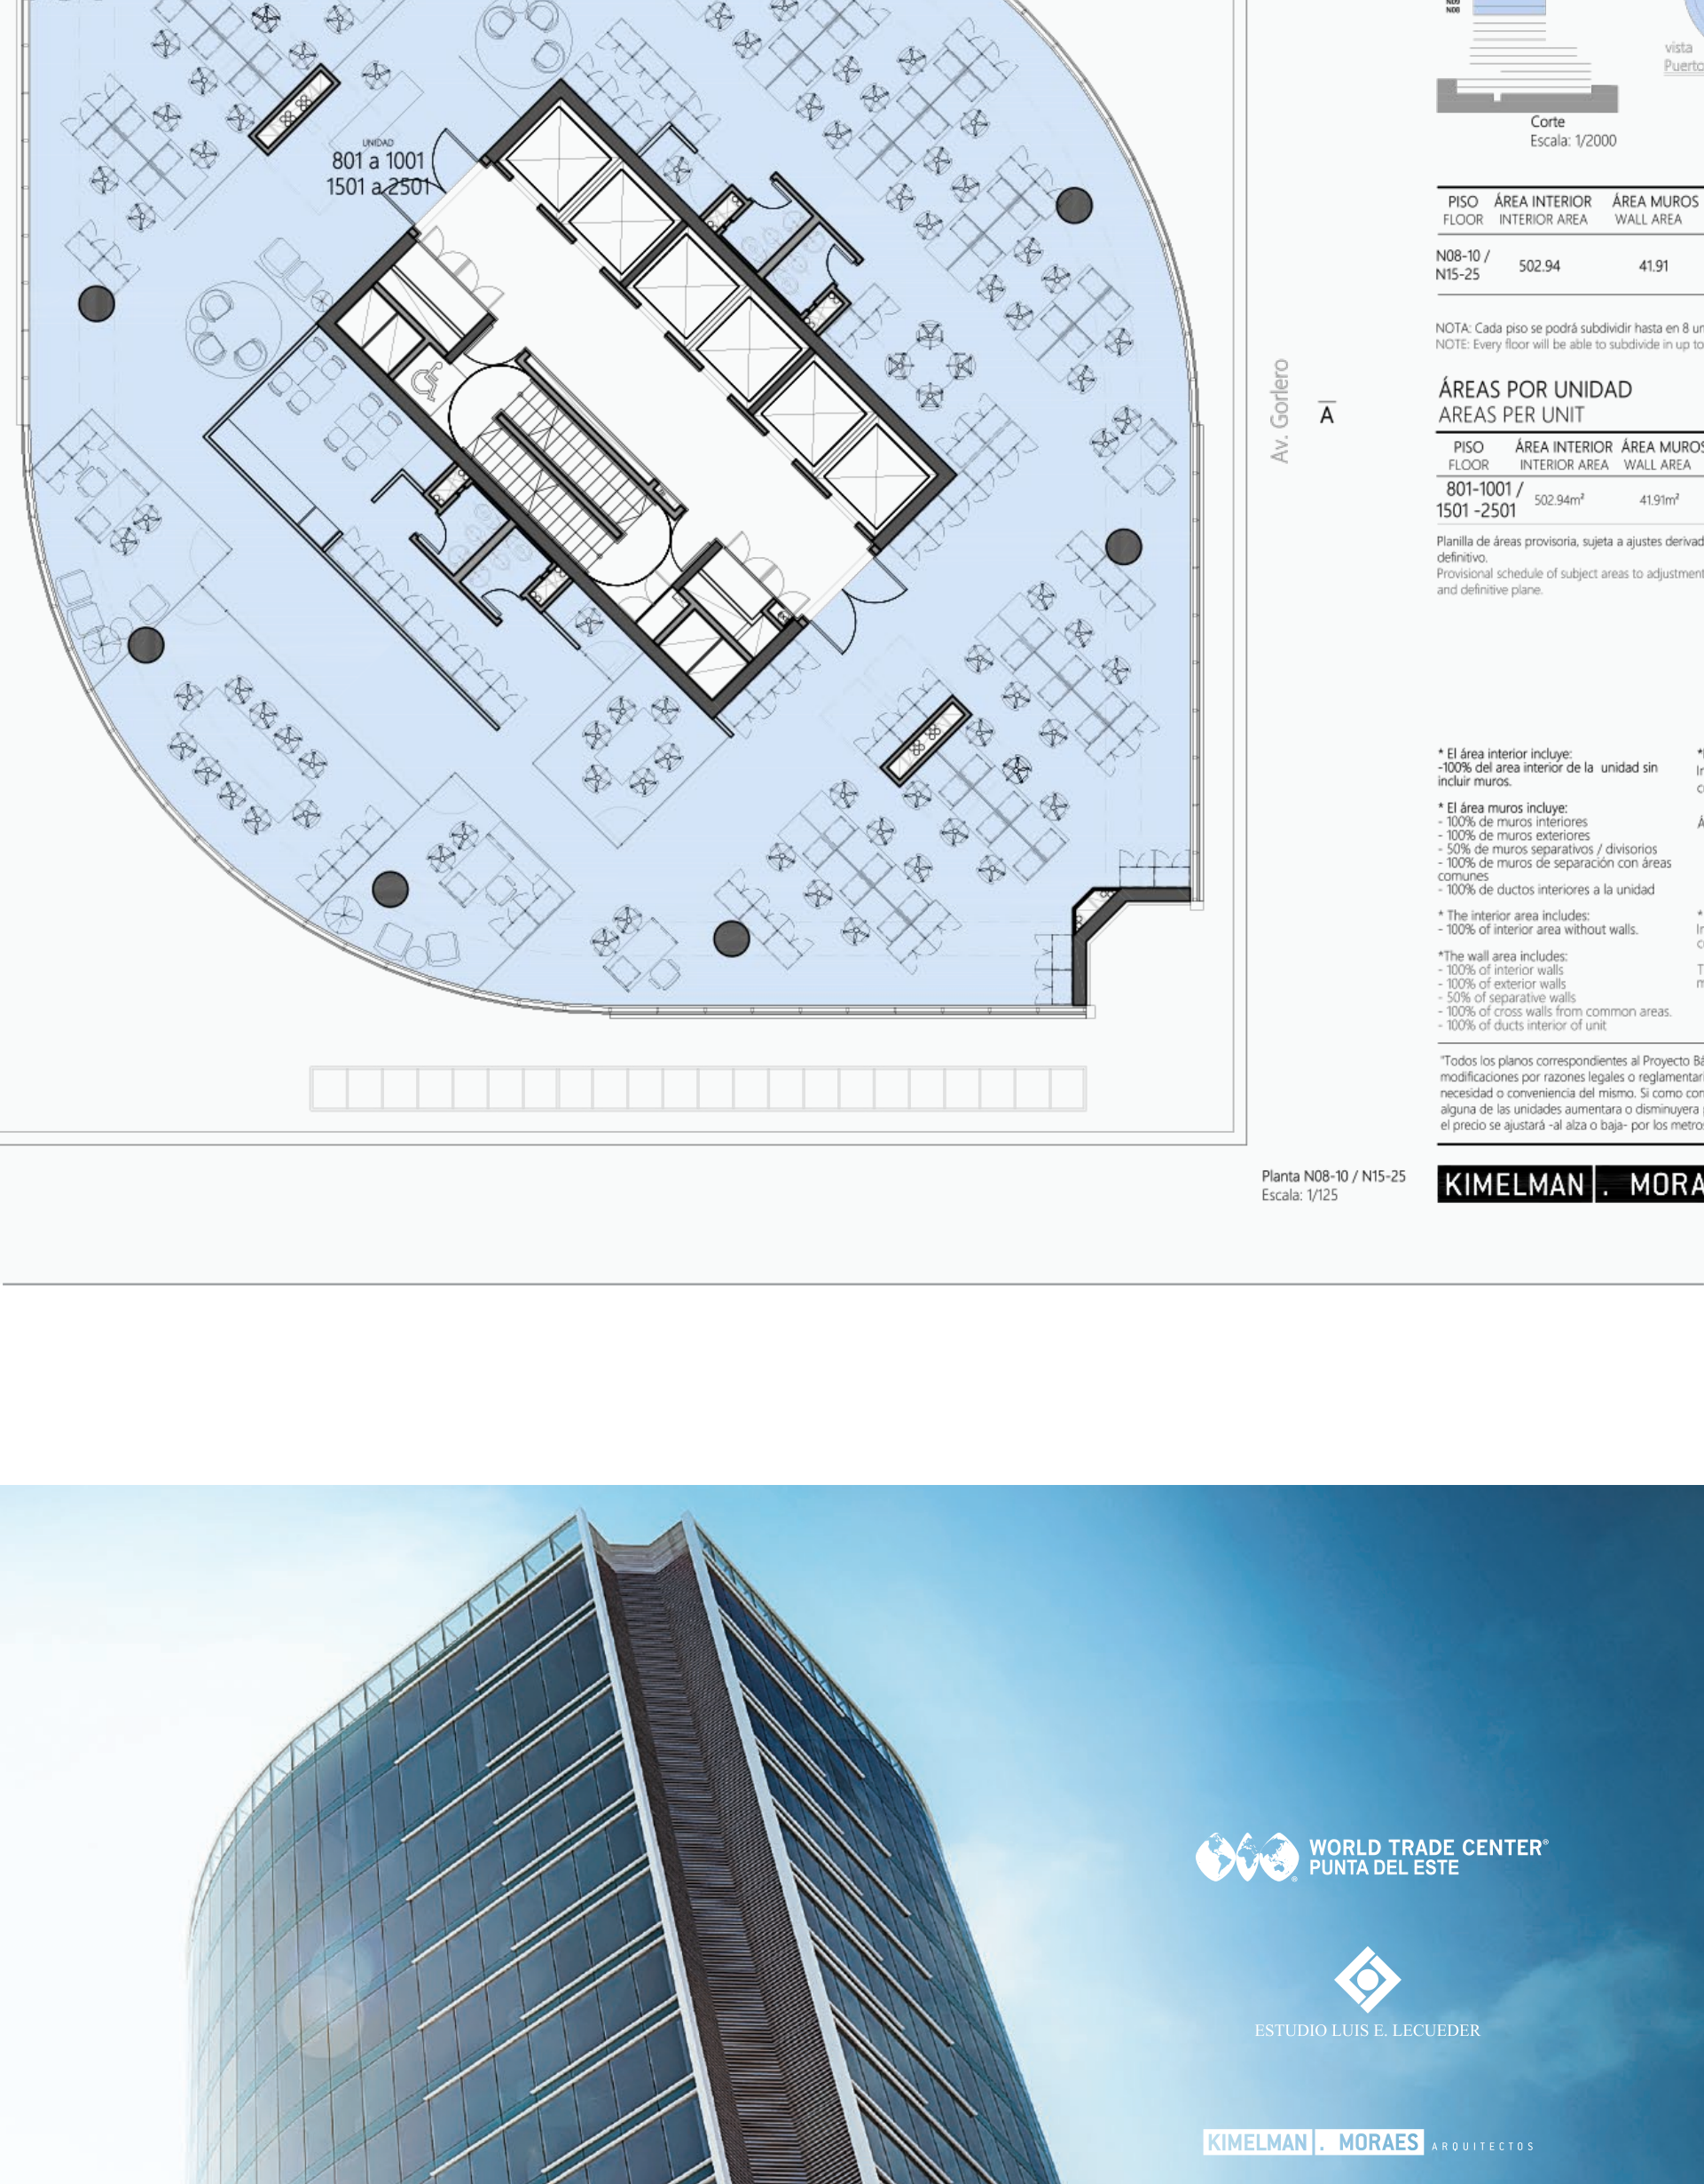 N09
N08
vista
Puerto
Corte
Escala: 1/2000
UNIDAD
801 a 1001
1501 a 2501
PISO ÁREA INTERIOR ÁREA MUROS
FLOOR INTERIOR AREA WALL AREA
N08-10 /
N15-25
502.94 41.91
NOTA: Cada piso se podrá subdividir hasta en 8 un
NOTE: Every floor will be able to subdivide in up to
ÁREAS POR UNIDAD
AREAS PER UNIT
Av. Gorlero
A
PISO ÁREA INTERIOR ÁREA MUROS
FLOOR INTERIOR AREA WALL AREA
801-1001 /
1501 -2501
502.94m² 41.91m²
Planilla de áreas provisoria, sujeta a ajustes derivad
definitivo.
Provisional schedule of subject areas to adjustment
and definitive plane.
* El área interior incluye:
-100% del area interior de la unidad sin
incluir muros.
* El área muros incluye:
- 100% de muros interiores
- 100% de muros exteriores
- 50% de muros separativos / divisorios
- 100% de muros de separación con áreas
comunes
- 100% de ductos interiores a la unidad
* The interior area includes:
- 100% of interior area without walls.
*The wall area includes:
- 100% of interior walls
- 100% of exterior walls
- 50% of separative walls
- 100% of cross walls from common areas.
- 100% of ducts interior of unit
"Todos los planos correspondientes al Proyecto Bá
modificaciones por razones legales o reglamentari
necesidad o conveniencia del mismo. Si como con
alguna de las unidades aumentara o disminuyera
el precio se ajustará -al alza o baja- por los metros
Planta N08-10 / N15-25
Escala: 1/125
KIMELMAN . MORA
WORLD TRADE CENTER®
PUNTA DEL ESTE
ESTUDIO LUIS E. LECUEDER
KIMELMAN . MORAES ARQUITECTOS